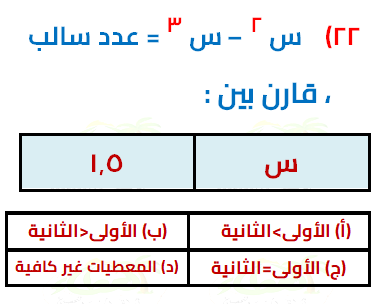 ٢٢) س ٢ – س ٣ = عدد سالب
، قارن بين :
س ١,٥
(أ) الأولى>الثانية (ب) الأولى<الثانية
(ج) الأولى=الثانية (د) المعطيات غير كافية